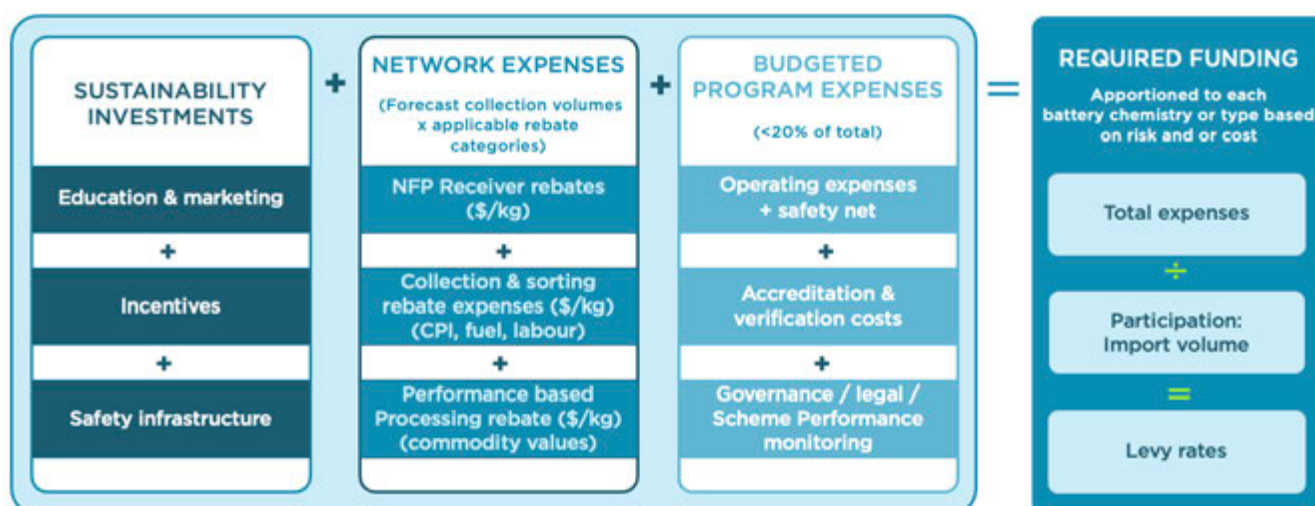 SUSTAINABILITY
INVESTMENTS
Education & marketing
+
Incentives
+
Safety infrastructure
+
NETWORK EXPENSES
(Forecast collection volumes
x applicable rebate
categories)
NFP Receiver rebates
($/kg)
+
Collection & sorting
rebate expenses ($/kg)
(CPI, fuel, labour)
+
Performance based
Processing rebate ($/kg)
(commodity values)
+
BUDGETED
PROGRAM EXPENSES
(<20% of total)
Operating expenses
+ safety net
+
Accreditation &
verification costs
+
Governance / legal /
Scheme Performance
monitoring
=
REQUIRED FUNDING
Apportioned to each
battery chemistry or type based
on risk and or cost
Total expenses
÷
Participation:
Import volume
=
Levy rates